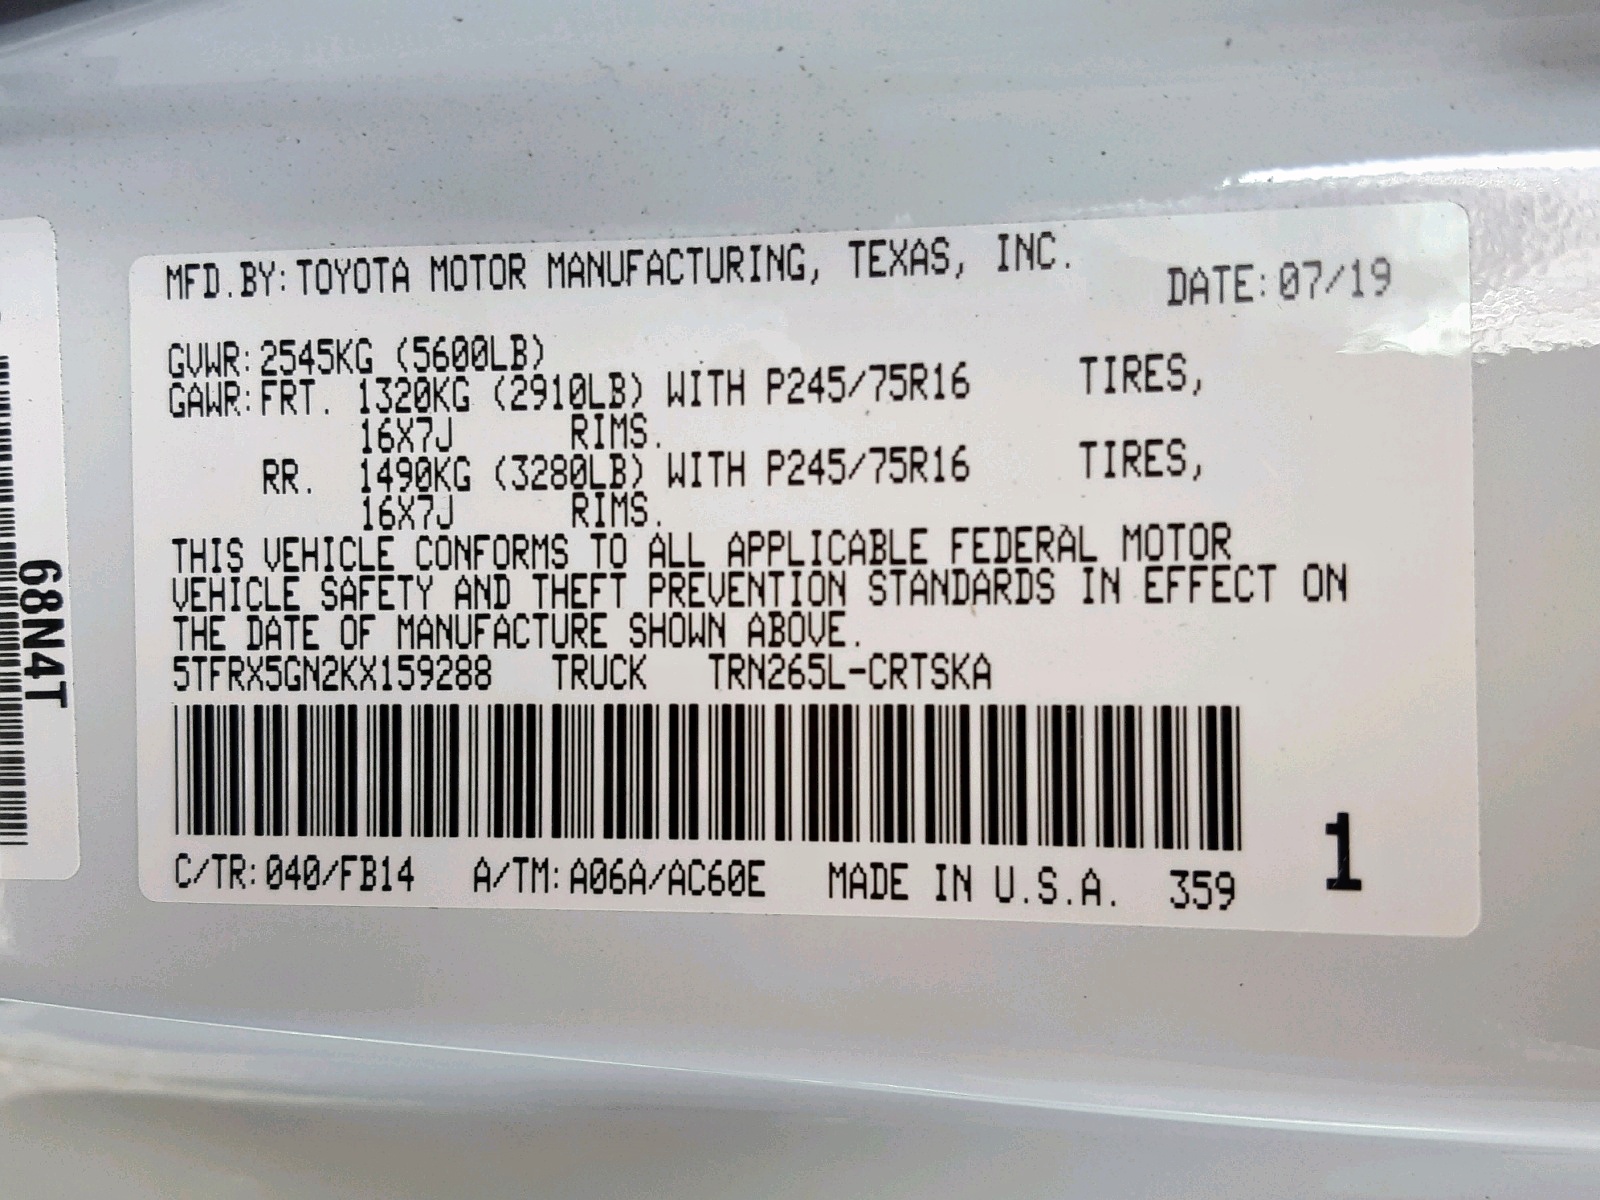 MFD.BY:TOYOTA MOTOR MANUFACTURING, TEXAS, INC. DATE:07/19
GVWR:2545KG (5600LB)
GAWR:FRT. 1320KG (2910LB) WITH P245/75R16 TIRES,
16X7J RIMS.
RR. 1490KG (3280LB) WITH P245/75R16 TIRES,
16X7J RIMS.
THIS VEHICLE CONFORMS TO ALL APPLICABLE FEDERAL MOTOR
VEHICLE SAFETY AND THEFT PREVENTION STANDARDS IN EFFECT ON
THE DATE OF MANUFACTURE SHOWN ABOVE.
5TFRX5GN2KX159288 TRUCK TRN265L-CRTSKA
C/TR:040/FB14 A/TM:A06A/AC60E MADE IN U.S.A. 359
1
68N4T